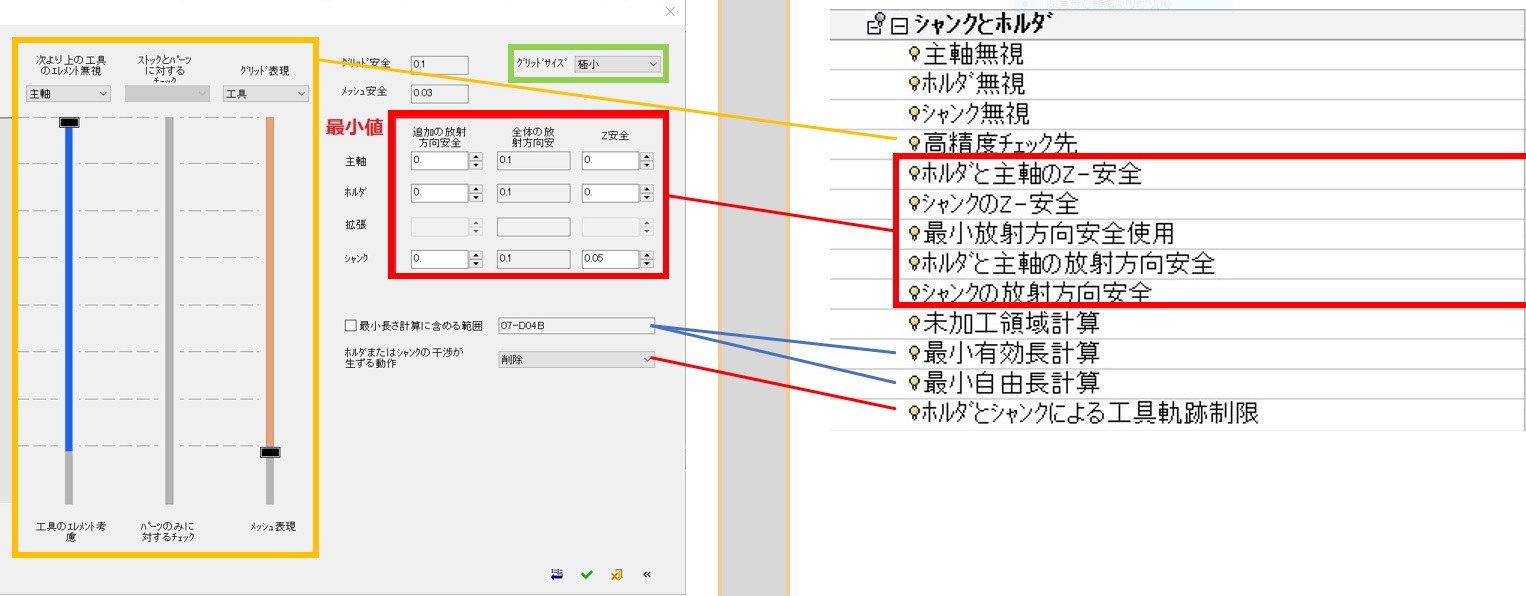 次より上の工具
のエレメント無視
ストックとパーツ
に対する
チェック
グリッド表現
主軸
工具
工具のエレメント考
慮
パーツのみに
対するチェック
メッシュ表現
グリッド安全
0.1
グリッドサイズ
極小
メッシュ安全
0.03
最小値
追加の放射
方向安全
全体の放
射方向安
Z安全
主軸
0.
0.1
0.
ホルダ
0.
0.1
0.
拡張
シャンク
0.
0.1
0.05
最小長さ計算に含める範囲
07-D04B
ホルダまたはシャンクの干渉が
生ずる動作
削除
«
シャンクとホルダ
主軸無視
ホルダ無視
シャンク無視
高精度チェック先
ホルダと主軸のZ-安全
シャンクのZ-安全
最小放射方向安全使用
ホルダと主軸の放射方向安全
シャンクの放射方向安全
未加工領域計算
最小有効長計算
最小自由長計算
ホルダとシャンクによる工具軌跡制限